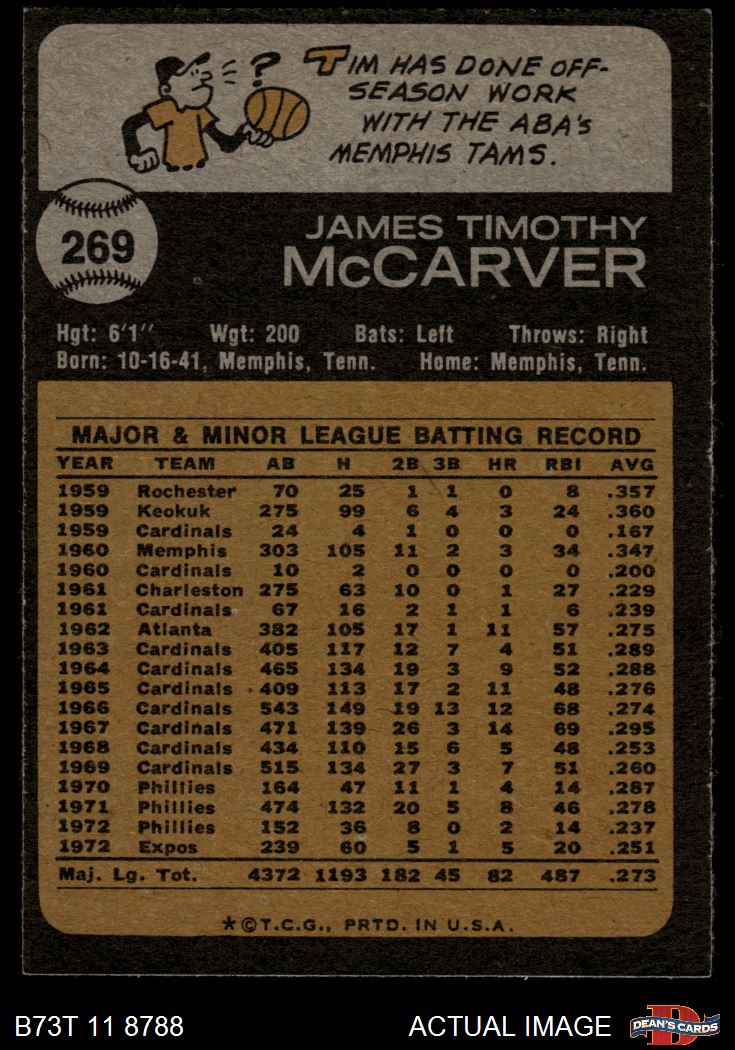 ? TIM HAS DONE OFF-
SEASON WORK
WITH THE ABA's
MEMPHIS TAMS.
269
JAMES TIMOTHY
McCARVER
Hgt: 6'1" Wgt: 200 Bats: Left Throws: Right
Born: 10-16-41, Memphis, Tenn. Home: Memphis, Tenn.
MAJOR & MINOR LEAGUE BATTING RECORD
YEAR TEAM AB H 2B 3B HR RBI AVG
1959 Rochester 70 25 1 1 0 8 .357
1959 Keokuk 275 99 6 4 3 24 .360
1959 Cardinals 24 4 1 0 0 0 .167
1960 Memphis 303 105 11 2 3 34 .347
1960 Cardinals 10 2 0 0 0 0 .200
1961 Charleston 275 63 10 0 1 27 .229
1961 Cardinals 67 16 2 1 1 6 .239
1962 Atlanta 382 105 17 1 11 57 .275
1963 Cardinals 405 117 12 7 4 51 .289
1964 Cardinals 465 134 19 3 9 52 .288
1965 Cardinals 409 113 17 2 11 48 .276
1966 Cardinals 543 149 19 13 12 68 .274
1967 Cardinals 471 139 26 3 14 69 .295
1968 Cardinals 434 110 15 6 5 48 .253
1969 Cardinals 515 134 27 3 7 51 .260
1970 Phillies 164 47 11 1 4 14 .287
1971 Phillies 474 132 20 5 8 46 .278
1972 Phillies 152 36 8 0 2 14 .237
1972 Expos 239 60 5 1 5 20 .251
Maj. Lg. Tot. 4372 1193 182 45 82 487 .273
*©T.C.G., PRTD. IN U.S.A.
B73T 11 8788 ACTUAL IMAGE D DEAN'S CARDS